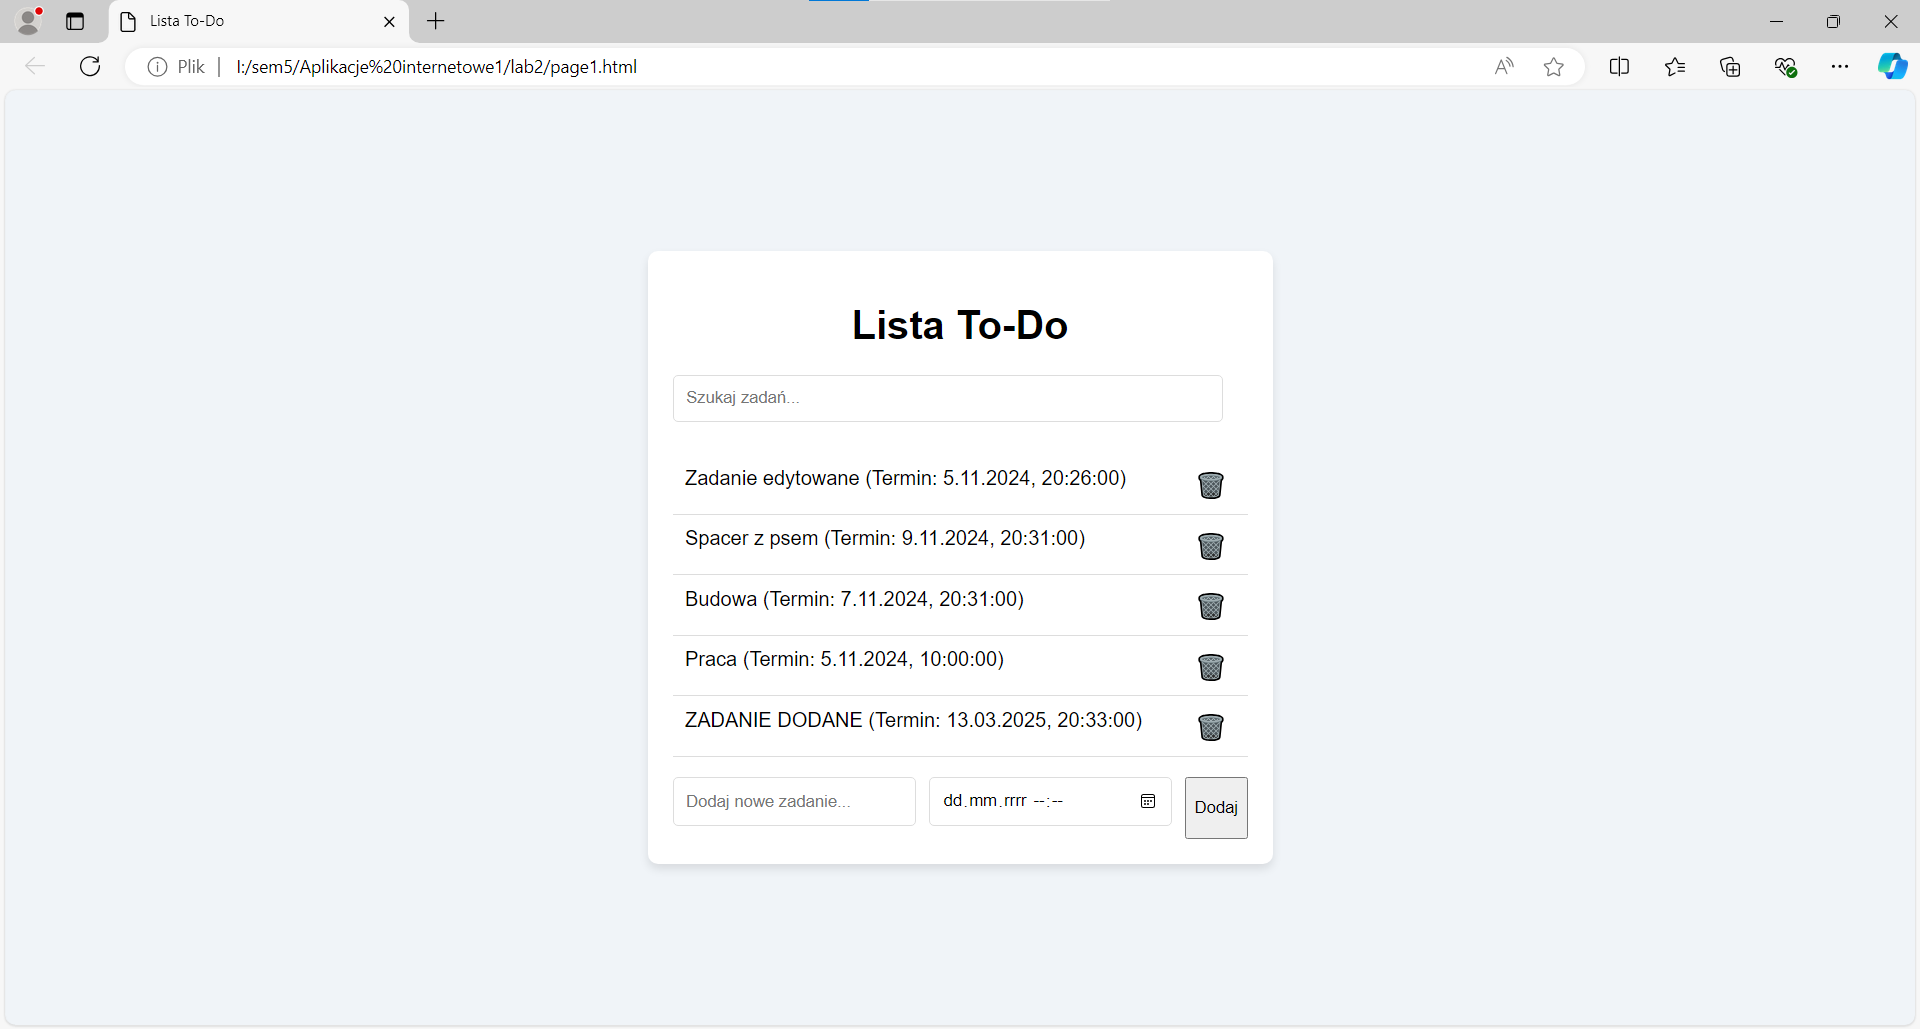 Lista To-Do
Plik
I:/sem5/Aplikacje%20internetowe1/lab2/page1.html
Lista To-Do
Szukaj zadań...
Zadanie edytowane (Termin: 5.11.2024, 20:26:00)
Spacer z psem (Termin: 9.11.2024, 20:31:00)
Budowa (Termin: 7.11.2024, 20:31:00)
Praca (Termin: 5.11.2024, 10:00:00)
ZADANIE DODANE (Termin: 13.03.2025, 20:33:00)
Dodaj nowe zadanie...
dd.mm.rrrr --:--
Dodaj